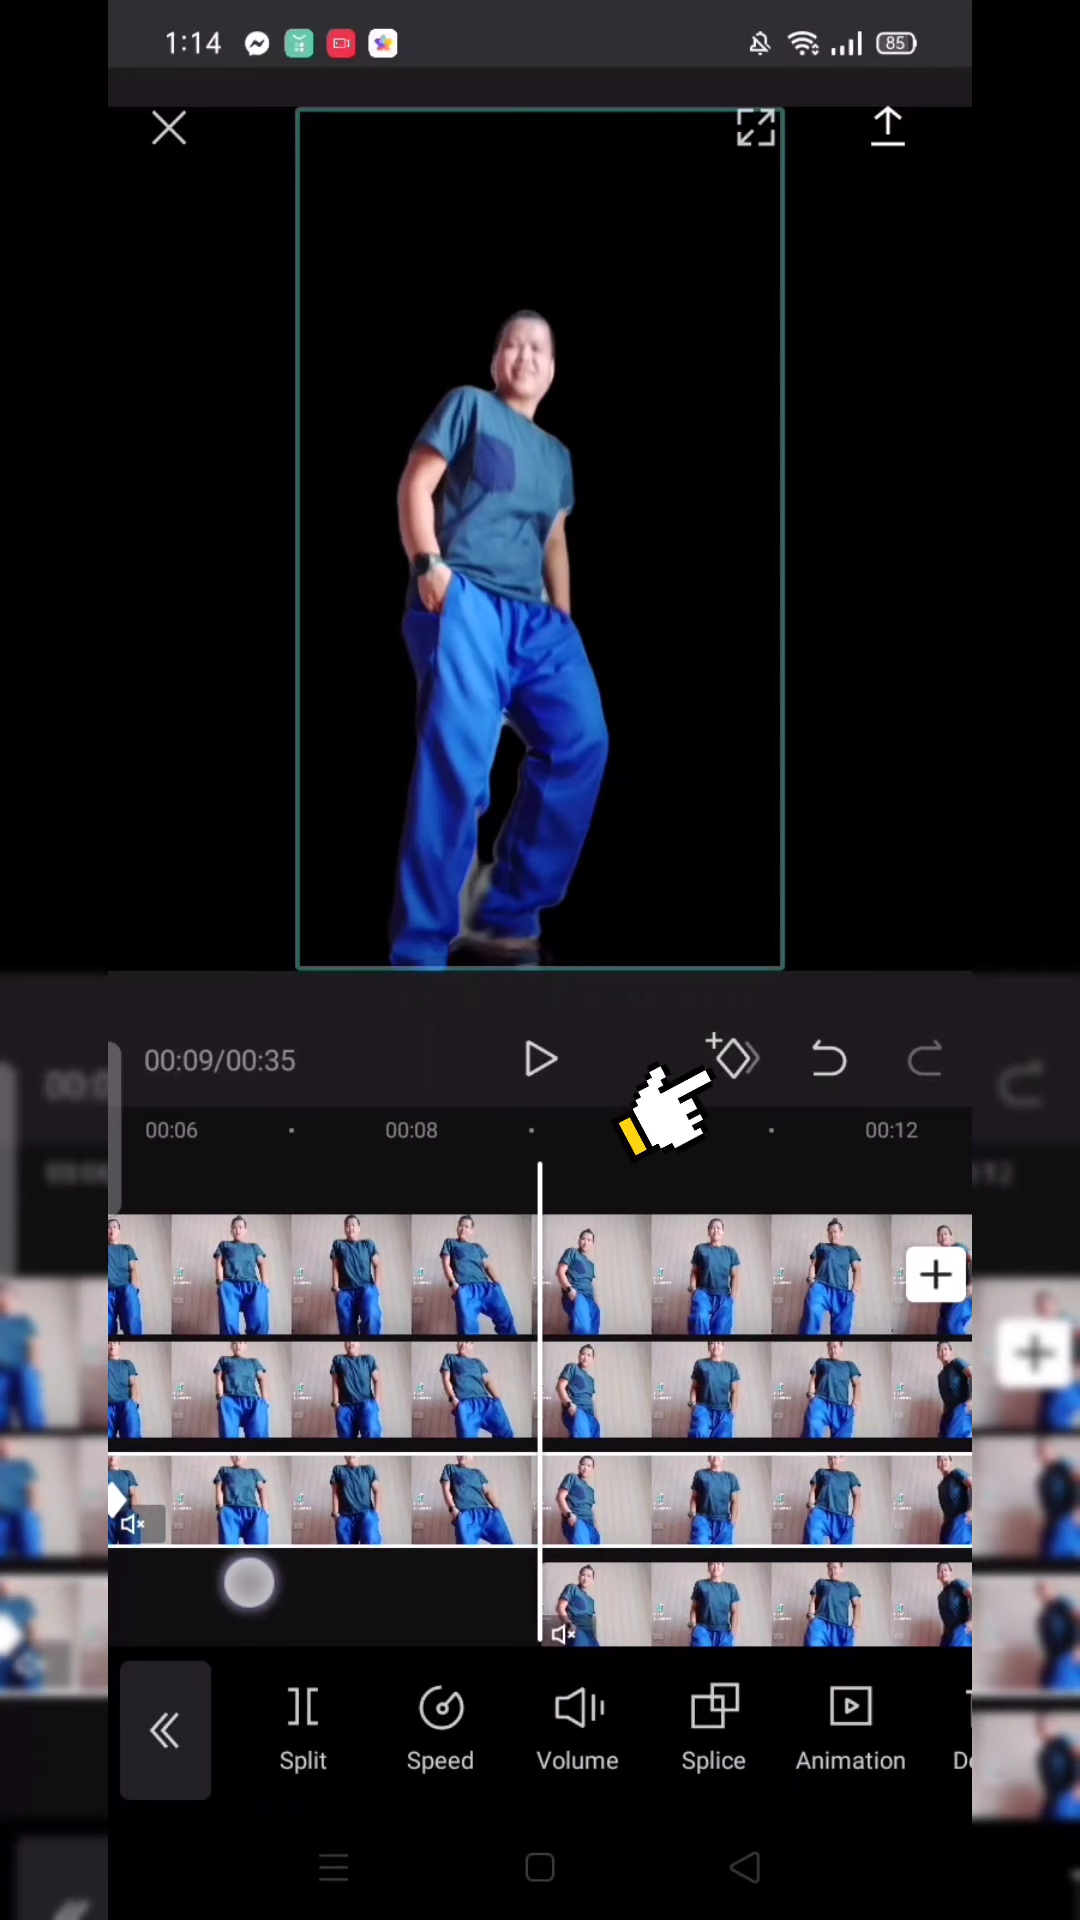 1:14
85
00:09/00:35
00:06
00:08
00:12
Split
Speed
Volume
Splice
Animation